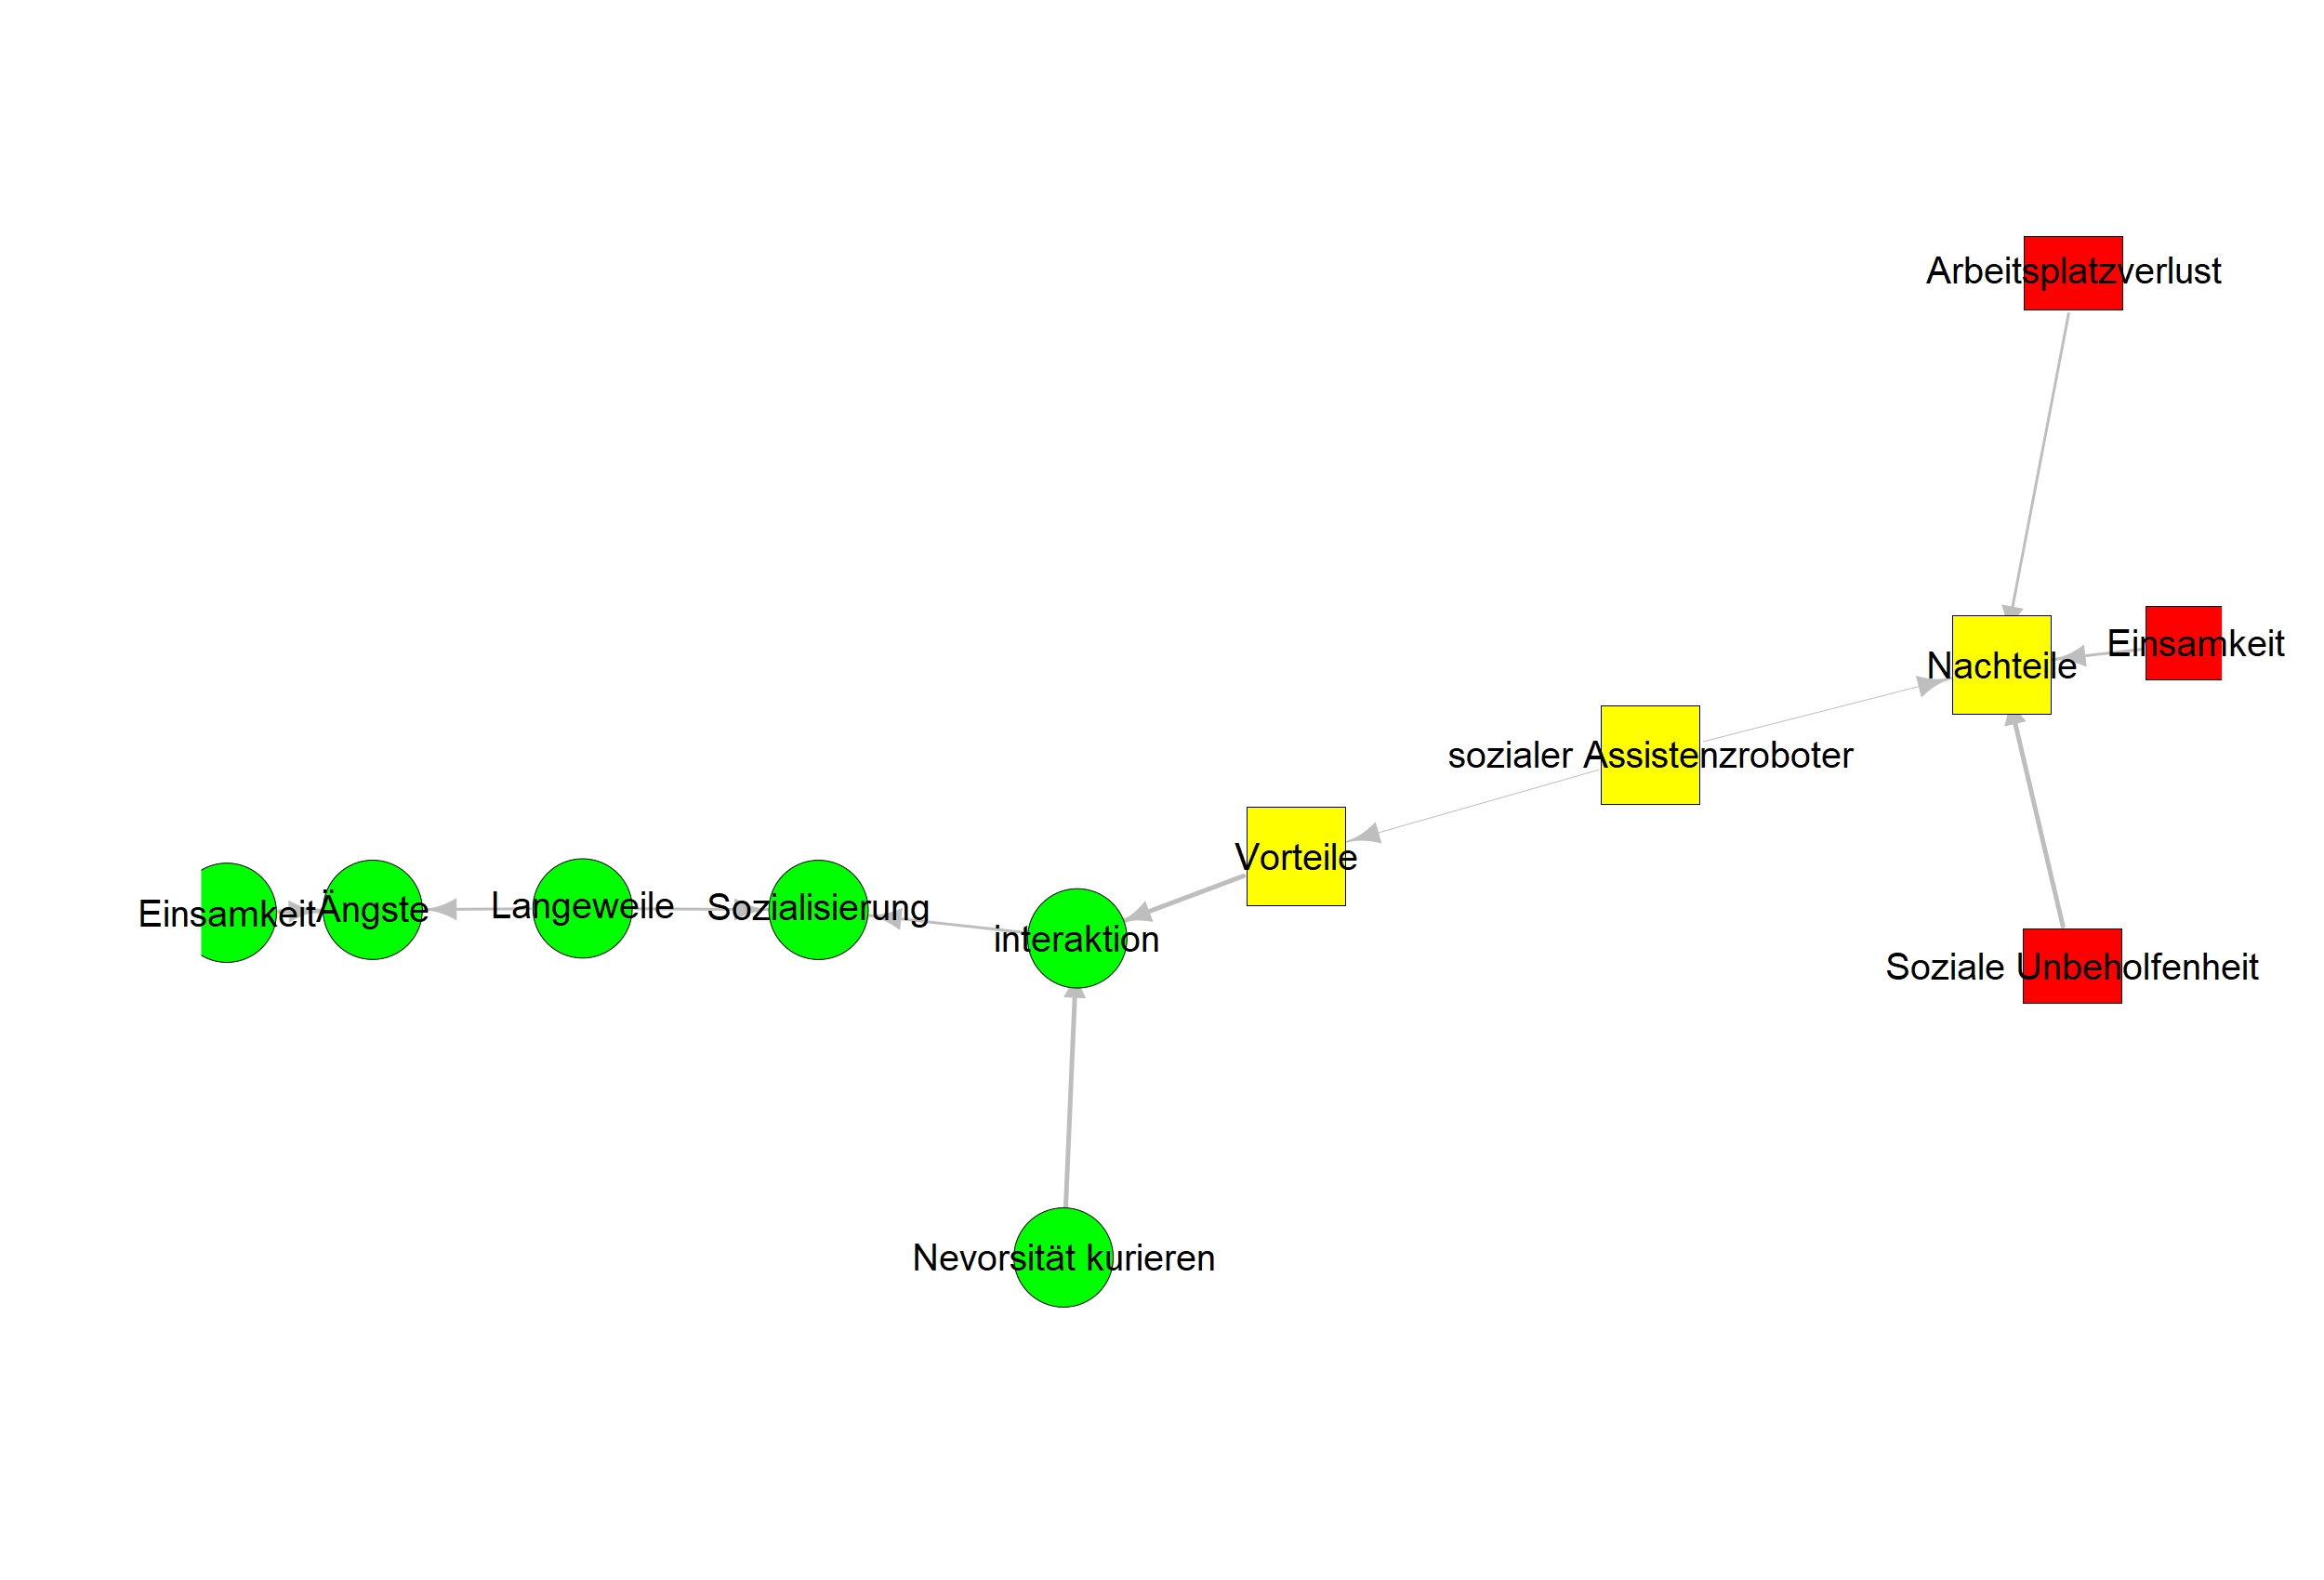 Arbeitsplatzverlust
Einsamkeit
Nachteile
sozialer Assistenzroboter
Vorteile
Einsamkeit
Ängste
Langeweile
Sozialisierung
interaktion
Soziale Unbeholfenheit
Nevorsität kurieren